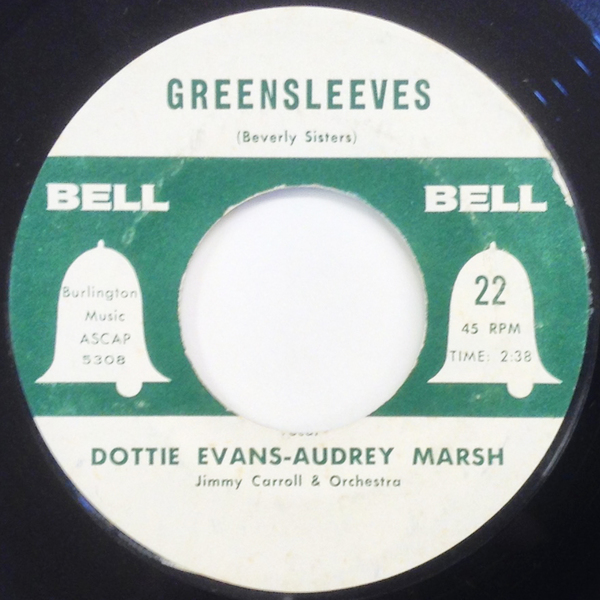 GREENSLEEVES
(Beverly Sisters)
BELL
BELL
Burlington
Music
ASCAP
5308
22
45 RPM
TIME: 2:38
DOTTIE EVANS-AUDREY MARSH
Jimmy Carroll & Orchestra